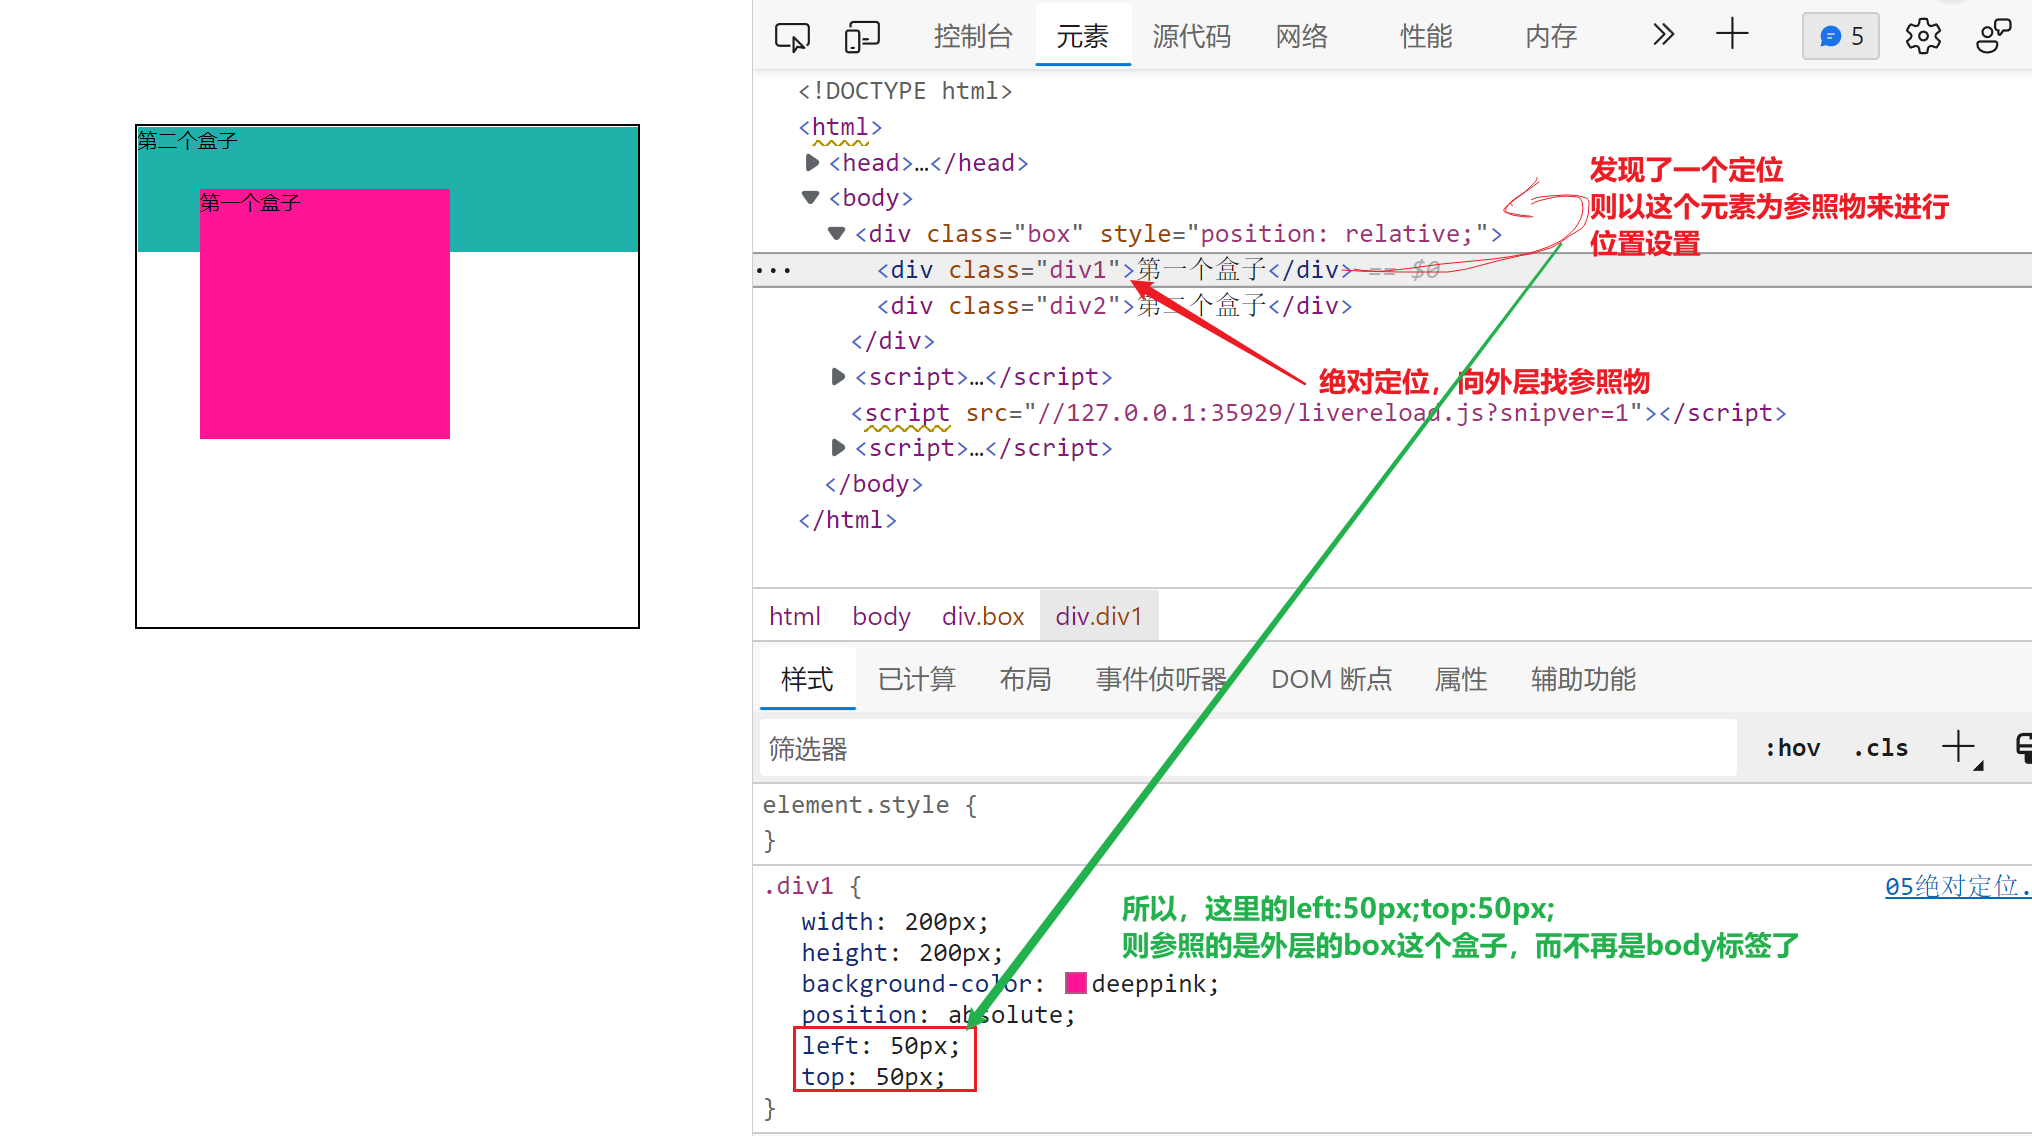 控制台 元素 源代码 网络 性能 内存 5
<!DOCTYPE html>
<html>
<head>…</head>
<body>
<div class="box" style="position: relative;">
<div class="div1">第一个盒子</div> == $0
<div class="div2">第二个盒子</div>
</div>
<script>…</script>
<script src="//127.0.0.1:35929/livereload.js?snipver=1"></script>
<script>…</script>
</body>
</html>
发现了一个定位
则以这个元素为参照物来进行
位置设置
绝对定位，向外层找参照物
第二个盒子
第一个盒子
html body div.box div.div1
样式 已计算 布局 事件侦听器 DOM 断点 属性 辅助功能
筛选器 :hov .cls
element.style {
}
.div1 { 05绝对定位.
width: 200px;
height: 200px;
background-color: deeppink;
position: absolute;
left: 50px;
top: 50px;
}
所以，这里的left:50px;top:50px;
则参照的是外层的box这个盒子，而不再是body标签了